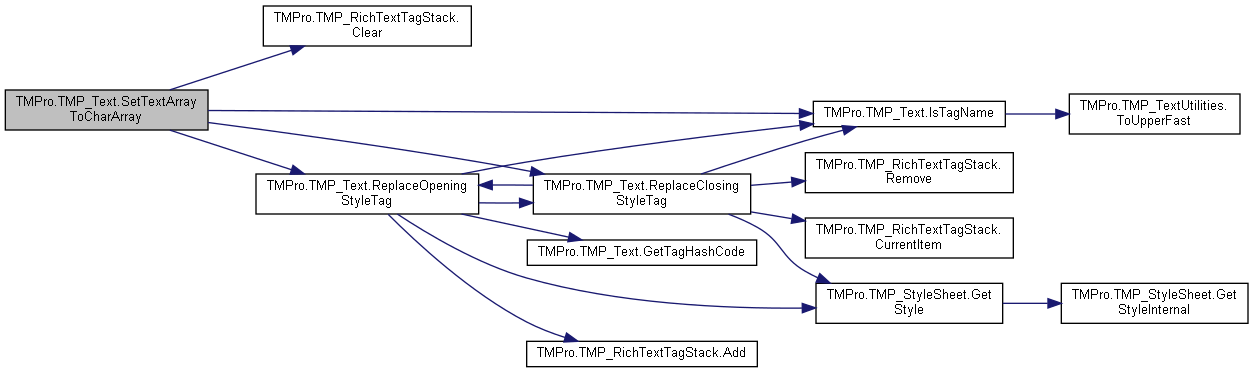 TMPro.TMP_RichTextTagStack.
Clear
TMPro.TMP_Text.SetTextArray
ToCharArray
TMPro.TMP_Text.IsTagName
TMPro.TMP_TextUtilities.
ToUpperFast
TMPro.TMP_Text.ReplaceOpening
StyleTag
TMPro.TMP_Text.ReplaceClosing
StyleTag
TMPro.TMP_RichTextTagStack.
Remove
TMPro.TMP_RichTextTagStack.
CurrentItem
TMPro.TMP_Text.GetTagHashCode
TMPro.TMP_StyleSheet.Get
Style
TMPro.TMP_StyleSheet.Get
StyleInternal
TMPro.TMP_RichTextTagStack.Add